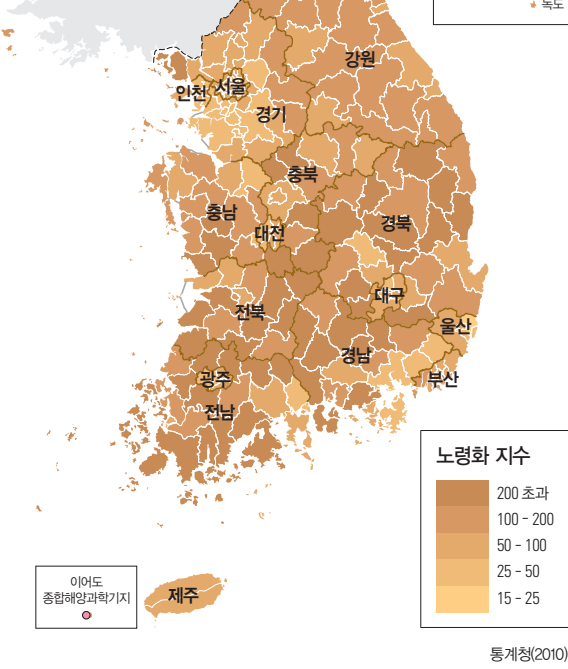 독도
강원
서울
인천
경기
충북
충남
경북
대전
대구
전북
울산
경남
부산
광주
전남
노령화 지수
200 초과
100 - 200
50 - 100
25 - 50
15 - 25
이어도
종합해양과학기지
제주
통계청(2010)